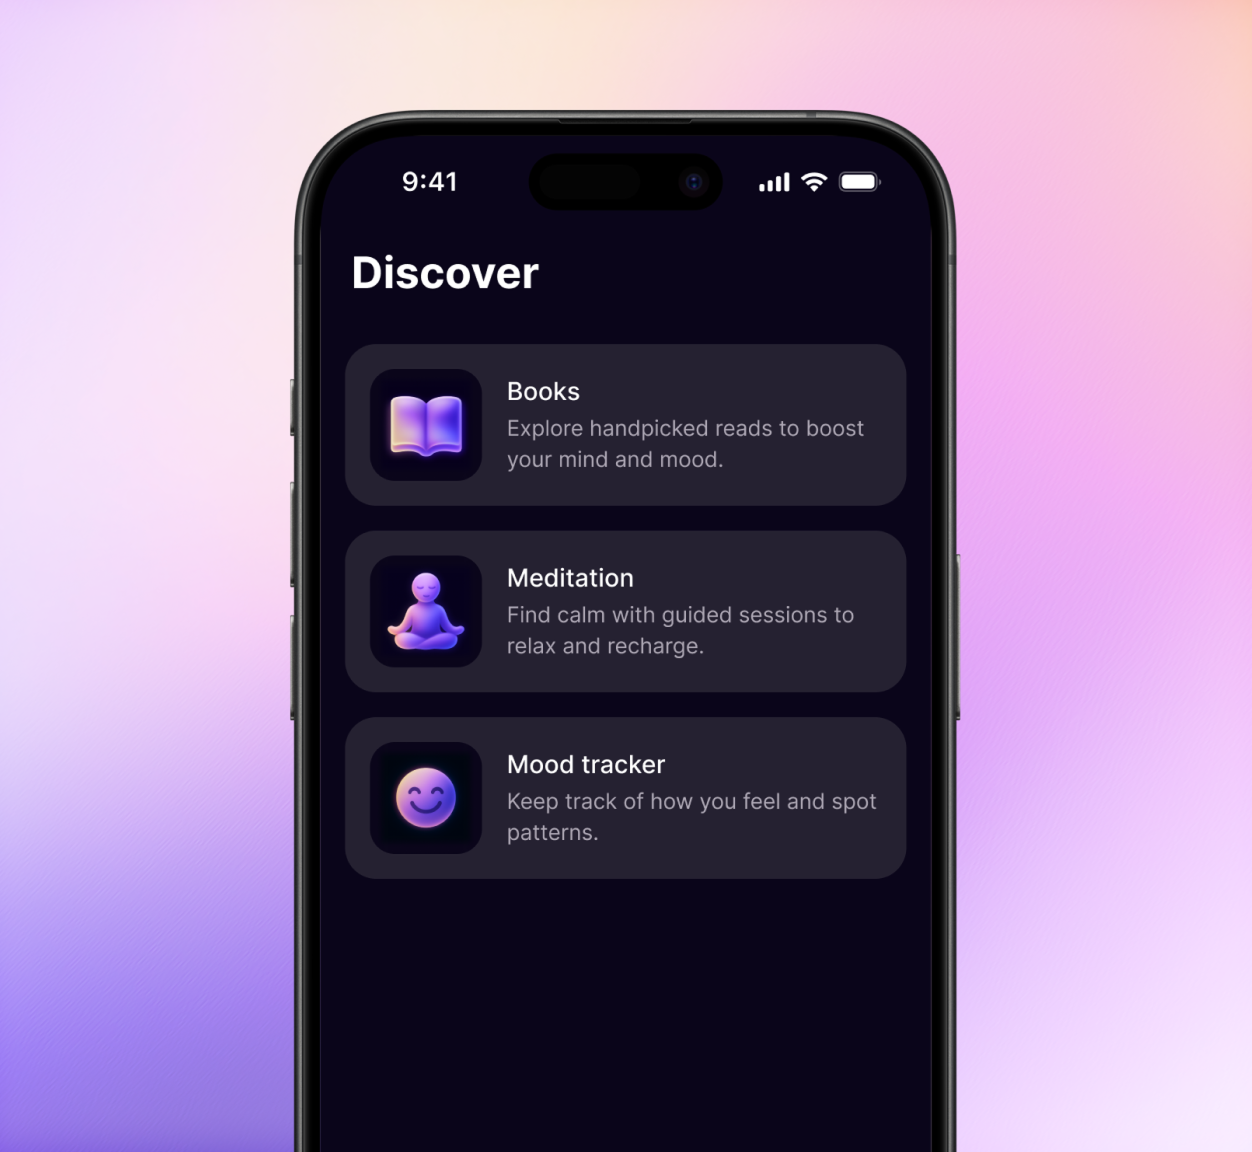 9:41
Discover
Books
Explore handpicked reads to boost
your mind and mood.
Meditation
Find calm with guided sessions to
relax and recharge.
Mood tracker
Keep track of how you feel and spot
patterns.